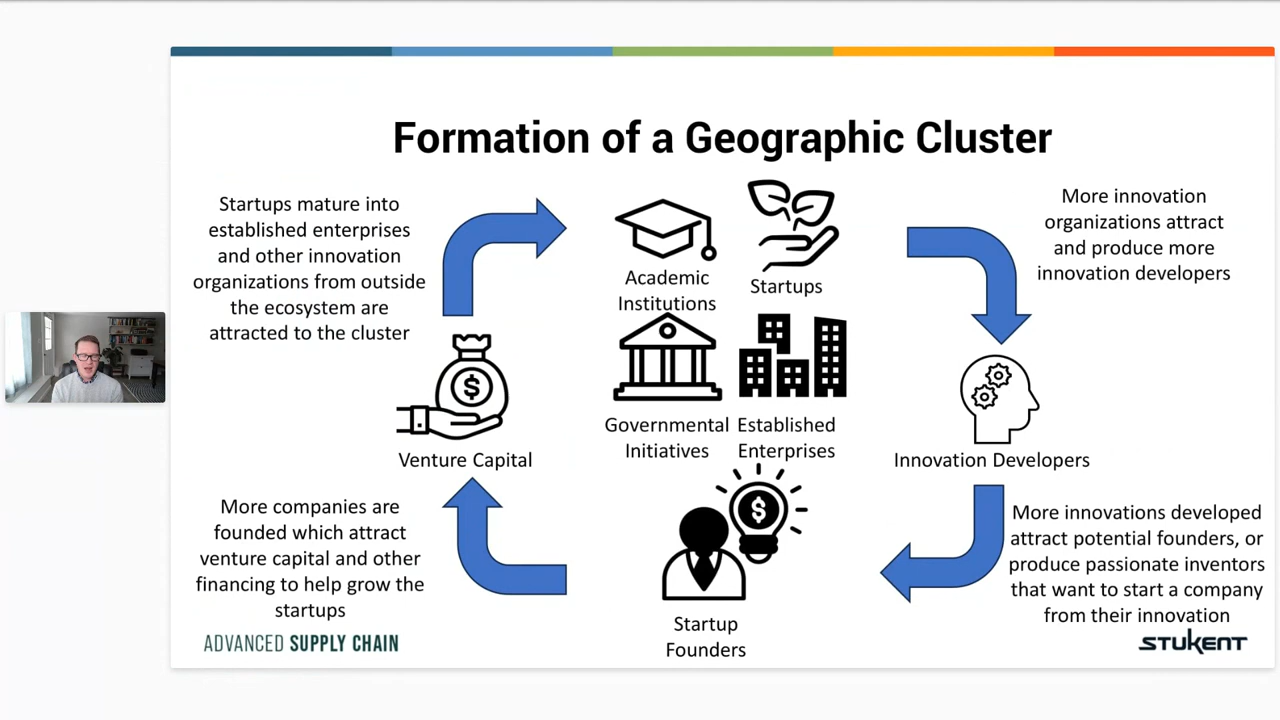 Formation of a Geographic Cluster
Startups mature into
established enterprises
and other innovation
organizations from outside
the ecosystem are
attracted to the cluster
Academic
Institutions
Startups
More innovation
organizations attract
and produce more
innovation developers
Governmental
Initiatives
Established
Enterprises
Venture Capital
Innovation Developers
More companies are
founded which attract
venture capital and other
financing to help grow the
startups
More innovations developed
attract potential founders, or
produce passionate inventors
that want to start a company
from their innovation
Startup
Founders
ADVANCED SUPPLY CHAIN
STUKENT